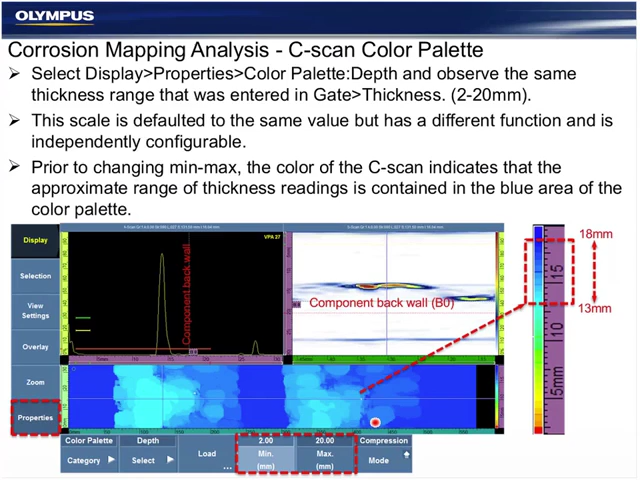 OLYMPUS
Corrosion Mapping Analysis - C-scan Color Palette
➢ Select Display>Properties>Color Palette:Depth and observe the same
thickness range that was entered in Gate>Thickness. (2-20mm).
➢ This scale is defaulted to the same value but has a different function and is
independently configurable.
➢ Prior to changing min-max, the color of the C-scan indicates that the
approximate range of thickness readings is contained in the blue area of the
color palette.
Display
Selection
View
Settings
Overlay
Zoom
Properties
VPA 27
Component back wall
Component back wall (B0)
18mm
13mm
15
10
5mm
Color Palette
Category
Depth
Select
Load
...
2.00
Min.
(mm)
20.00
Max.
(mm)
Compression
Mode